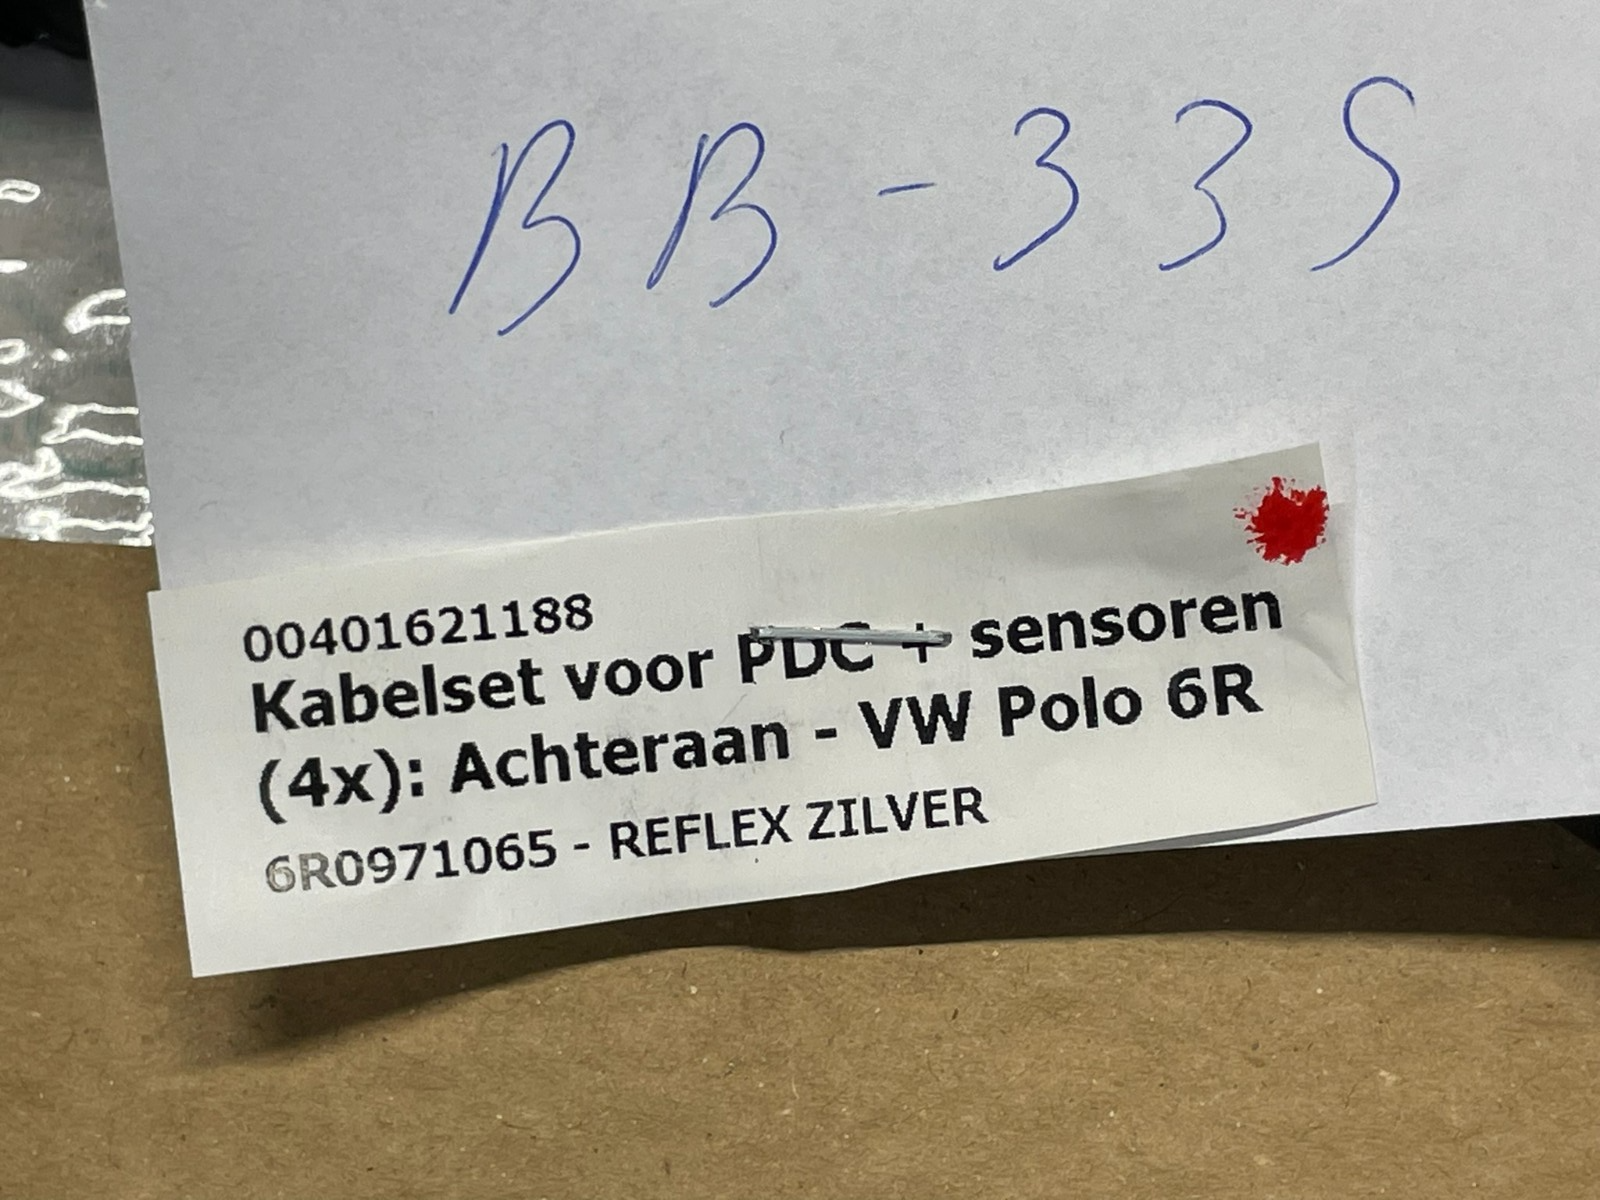 BB-33S
00401621188
Kabelset voor PDC + sensoren
(4x): Achteraan - VW Polo 6R
6R0971065 - REFLEX ZILVER